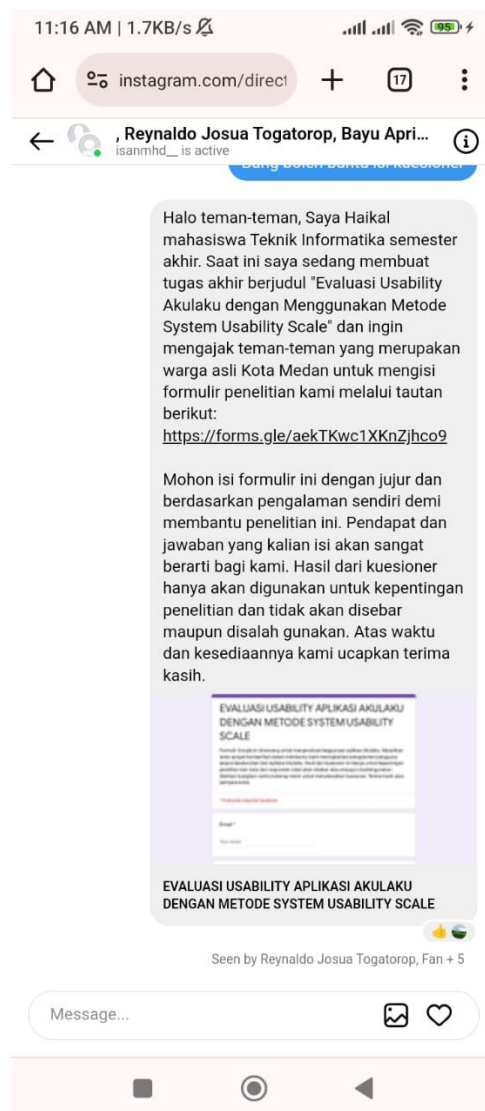 11:16 AM | 1.7KB/s
95
instagram.com/direct
17
, Reynaldo Josua Togatorop, Bayu Apri...
isanmhd__ is active
Halo teman-teman, Saya Haikal
mahasiswa Teknik Informatika semester
akhir. Saat ini saya sedang membuat
tugas akhir berjudul "Evaluasi Usability
Akulaku dengan Menggunakan Metode
System Usability Scale" dan ingin
mengajak teman-teman yang merupakan
warga asli Kota Medan untuk mengisi
formulir penelitian kami melalui tautan
berikut:
https://forms.gle/aekTKwc1XKnZjhco9
Mohon isi formulir ini dengan jujur dan
berdasarkan pengalaman sendiri demi
membantu penelitian ini. Pendapat dan
jawaban yang kalian isi akan sangat
berarti bagi kami. Hasil dari kuesioner
hanya akan digunakan untuk kepentingan
penelitian dan tidak akan disebar
maupun disalah gunakan. Atas waktu
dan kesediaannya kami ucapkan terima
kasih.
EVALUASI USABILITY APLIKASI AKULAKU
DENGAN METODE SYSTEM USABILITY
SCALE
Email *
EVALUASI USABILITY APLIKASI AKULAKU
DENGAN METODE SYSTEM USABILITY SCALE
Seen by Reynaldo Josua Togatorop, Fan + 5
Message...